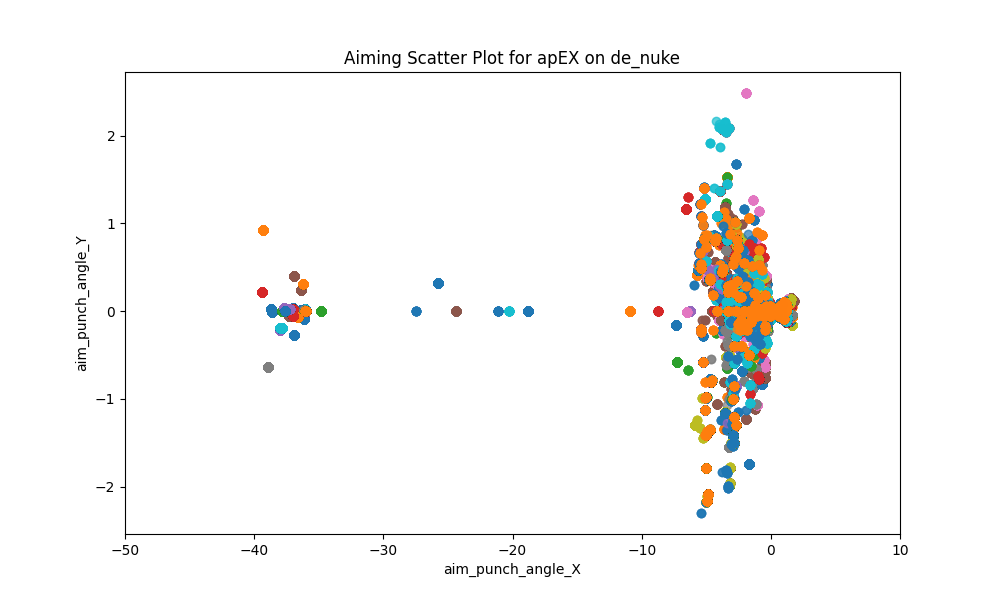 Aiming Scatter Plot for apEX on de_nuke
2
1
0
−1
−2
aim_punch_angle_Y
−50 −40 −30 −20 −10 0 10
aim_punch_angle_X